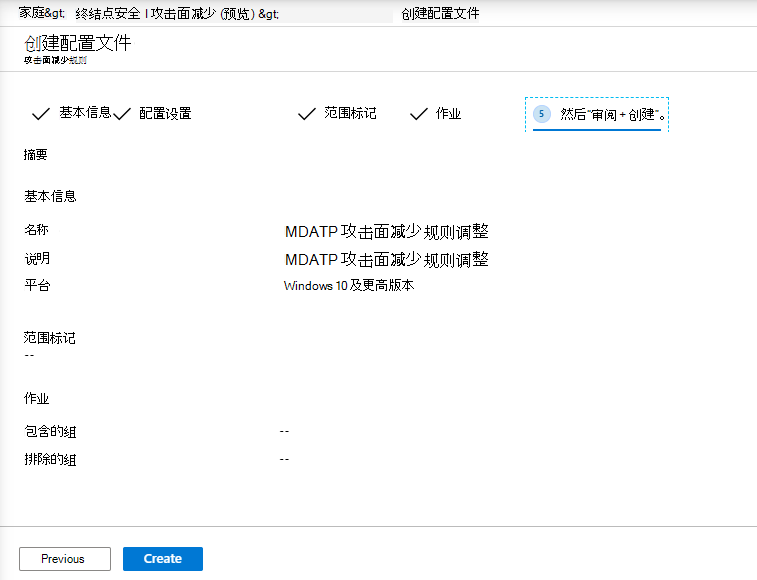 家庭&gt; 终结点安全 | 攻击面减少 (预览) &gt; 创建配置文件
创建配置文件
攻击面减少规则
基本信息 配置设置 范围标记 作业 5 然后“审阅 + 创建”。
摘要
基本信息
名称 MDATP 攻击面减少规则调整
说明 MDATP 攻击面减少规则调整
平台 Windows 10 及更高版本
范围标记
--
作业
包含的组 --
排除的组 --
Previous Create